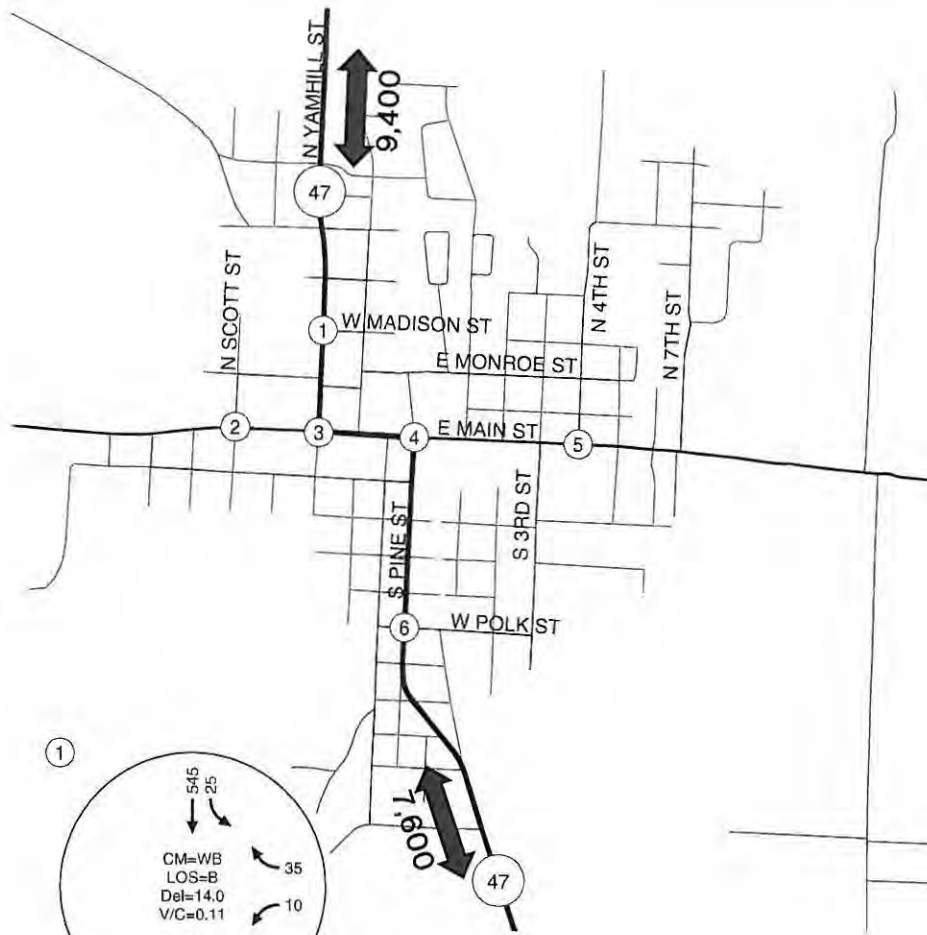 N YAMHILL ST
9,400
47
N SCOTT ST
N 4TH ST
N 7TH ST
1
W MADISON ST
E MONROE ST
2
3
4
E MAIN ST
5
S PINE ST
S 3RD ST
6
W POLK ST
7,600
47
1
545
25
CM=WB
LOS=B
Del=14.0
V/C=0.11
35
10